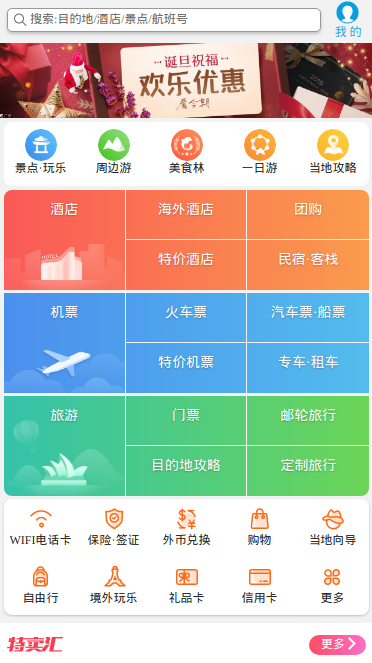 搜索:目的地/酒店/景点/航班号
我的
诞旦祝福
欢乐优惠
2019
景点·玩乐
周边游
美食林
一日游
当地攻略
酒店
海外酒店
团购
HOTEL
特价酒店
民宿·客栈
机票
火车票
汽车票·船票
特价机票
专车·租车
旅游
门票
邮轮旅行
目的地攻略
定制旅行
WIFI电话卡
保险·签证
外币兑换
购物
当地向导
自由行
境外玩乐
礼品卡
信用卡
更多
特卖汇
更多